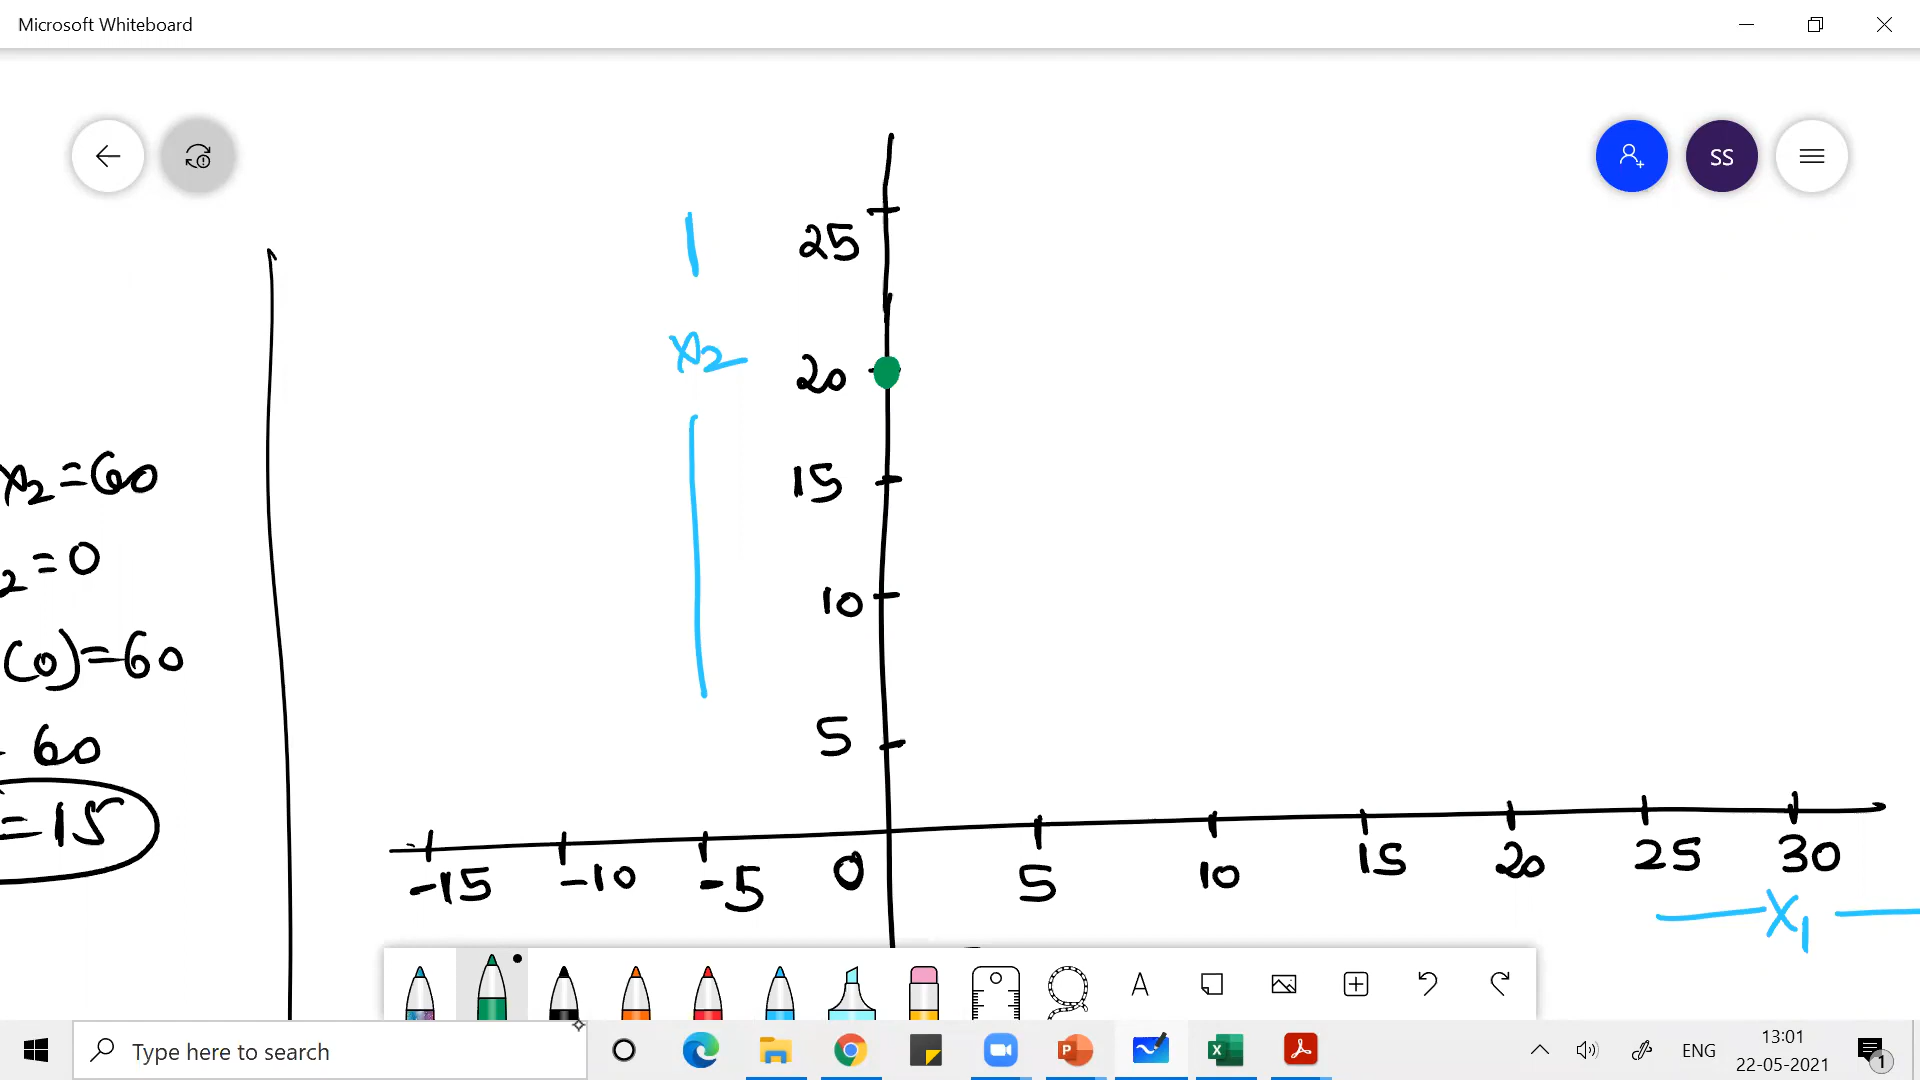 Microsoft Whiteboard
SS
25
x2
20
15
10
5
x2=60
2=0
(0)=60
60
=15
-15 -10 -5 0 5 10 15 20 25 30
X1
A
Type here to search
P
X
ENG
13:01
22-05-2021
1